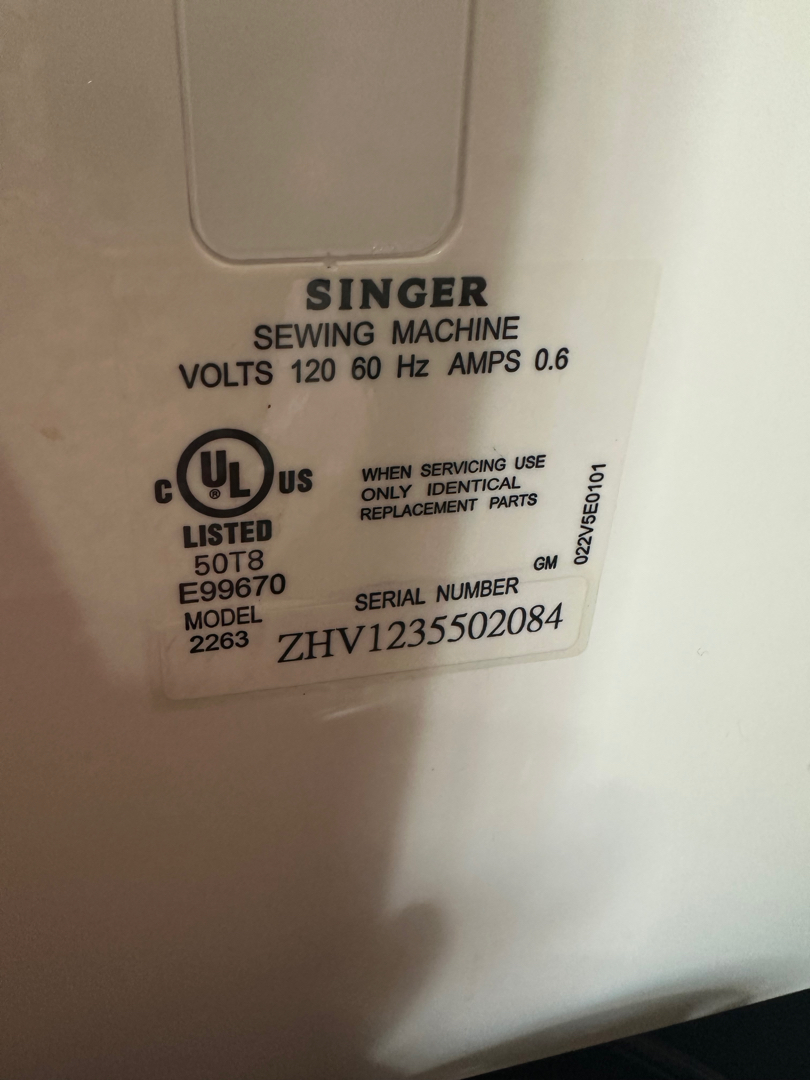 SINGER
SEWING MACHINE
VOLTS 120 60 Hz AMPS 0.6
C UL US
®
LISTED
50T8
E99670
MODEL
2263
WHEN SERVICING USE
ONLY IDENTICAL
REPLACEMENT PARTS
GM
022V5E0101
SERIAL NUMBER
ZHV1235502084